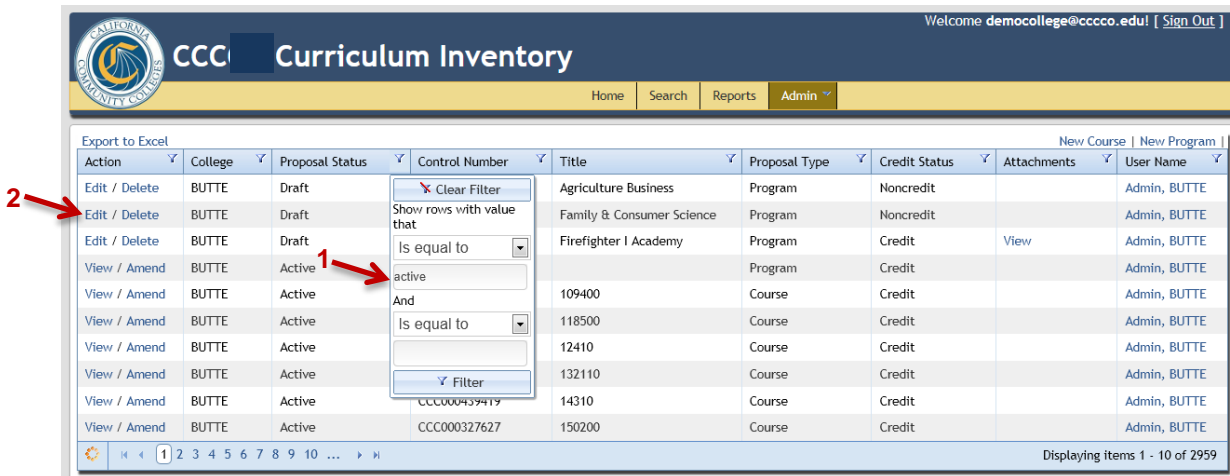 Welcome democollege@cccco.edu! [ Sign Out ]
CALIFORNIA
COMMUNITY COLLEGES
Curriculum Inventory
Home Search Reports Admin
Export to Excel New Course | New Program |
Action College Proposal Status Control Number Title Proposal Type Credit Status Attachments User Name
Edit / Delete BUTTE Draft Agriculture Business Program Noncredit Admin, BUTTE
2 Edit / Delete BUTTE Draft Family & Consumer Science Program Noncredit Admin, BUTTE
Edit / Delete BUTTE Draft Firefighter I Academy Program Credit View Admin, BUTTE
View / Amend BUTTE Active Program Credit Admin, BUTTE
View / Amend BUTTE Active 109400 Course Credit Admin, BUTTE
View / Amend BUTTE Active 118500 Course Credit Admin, BUTTE
View / Amend BUTTE Active 12410 Course Credit Admin, BUTTE
View / Amend BUTTE Active 132110 Course Credit Admin, BUTTE
View / Amend BUTTE Active CCC000439419 14310 Course Credit Admin, BUTTE
View / Amend BUTTE Active CCC000327627 150200 Course Credit Admin, BUTTE
Clear Filter
Show rows with value
that
Is equal to
1 active
And
Is equal to
Filter
1 2 3 4 5 6 7 8 9 10 ... Displaying items 1 - 10 of 2959